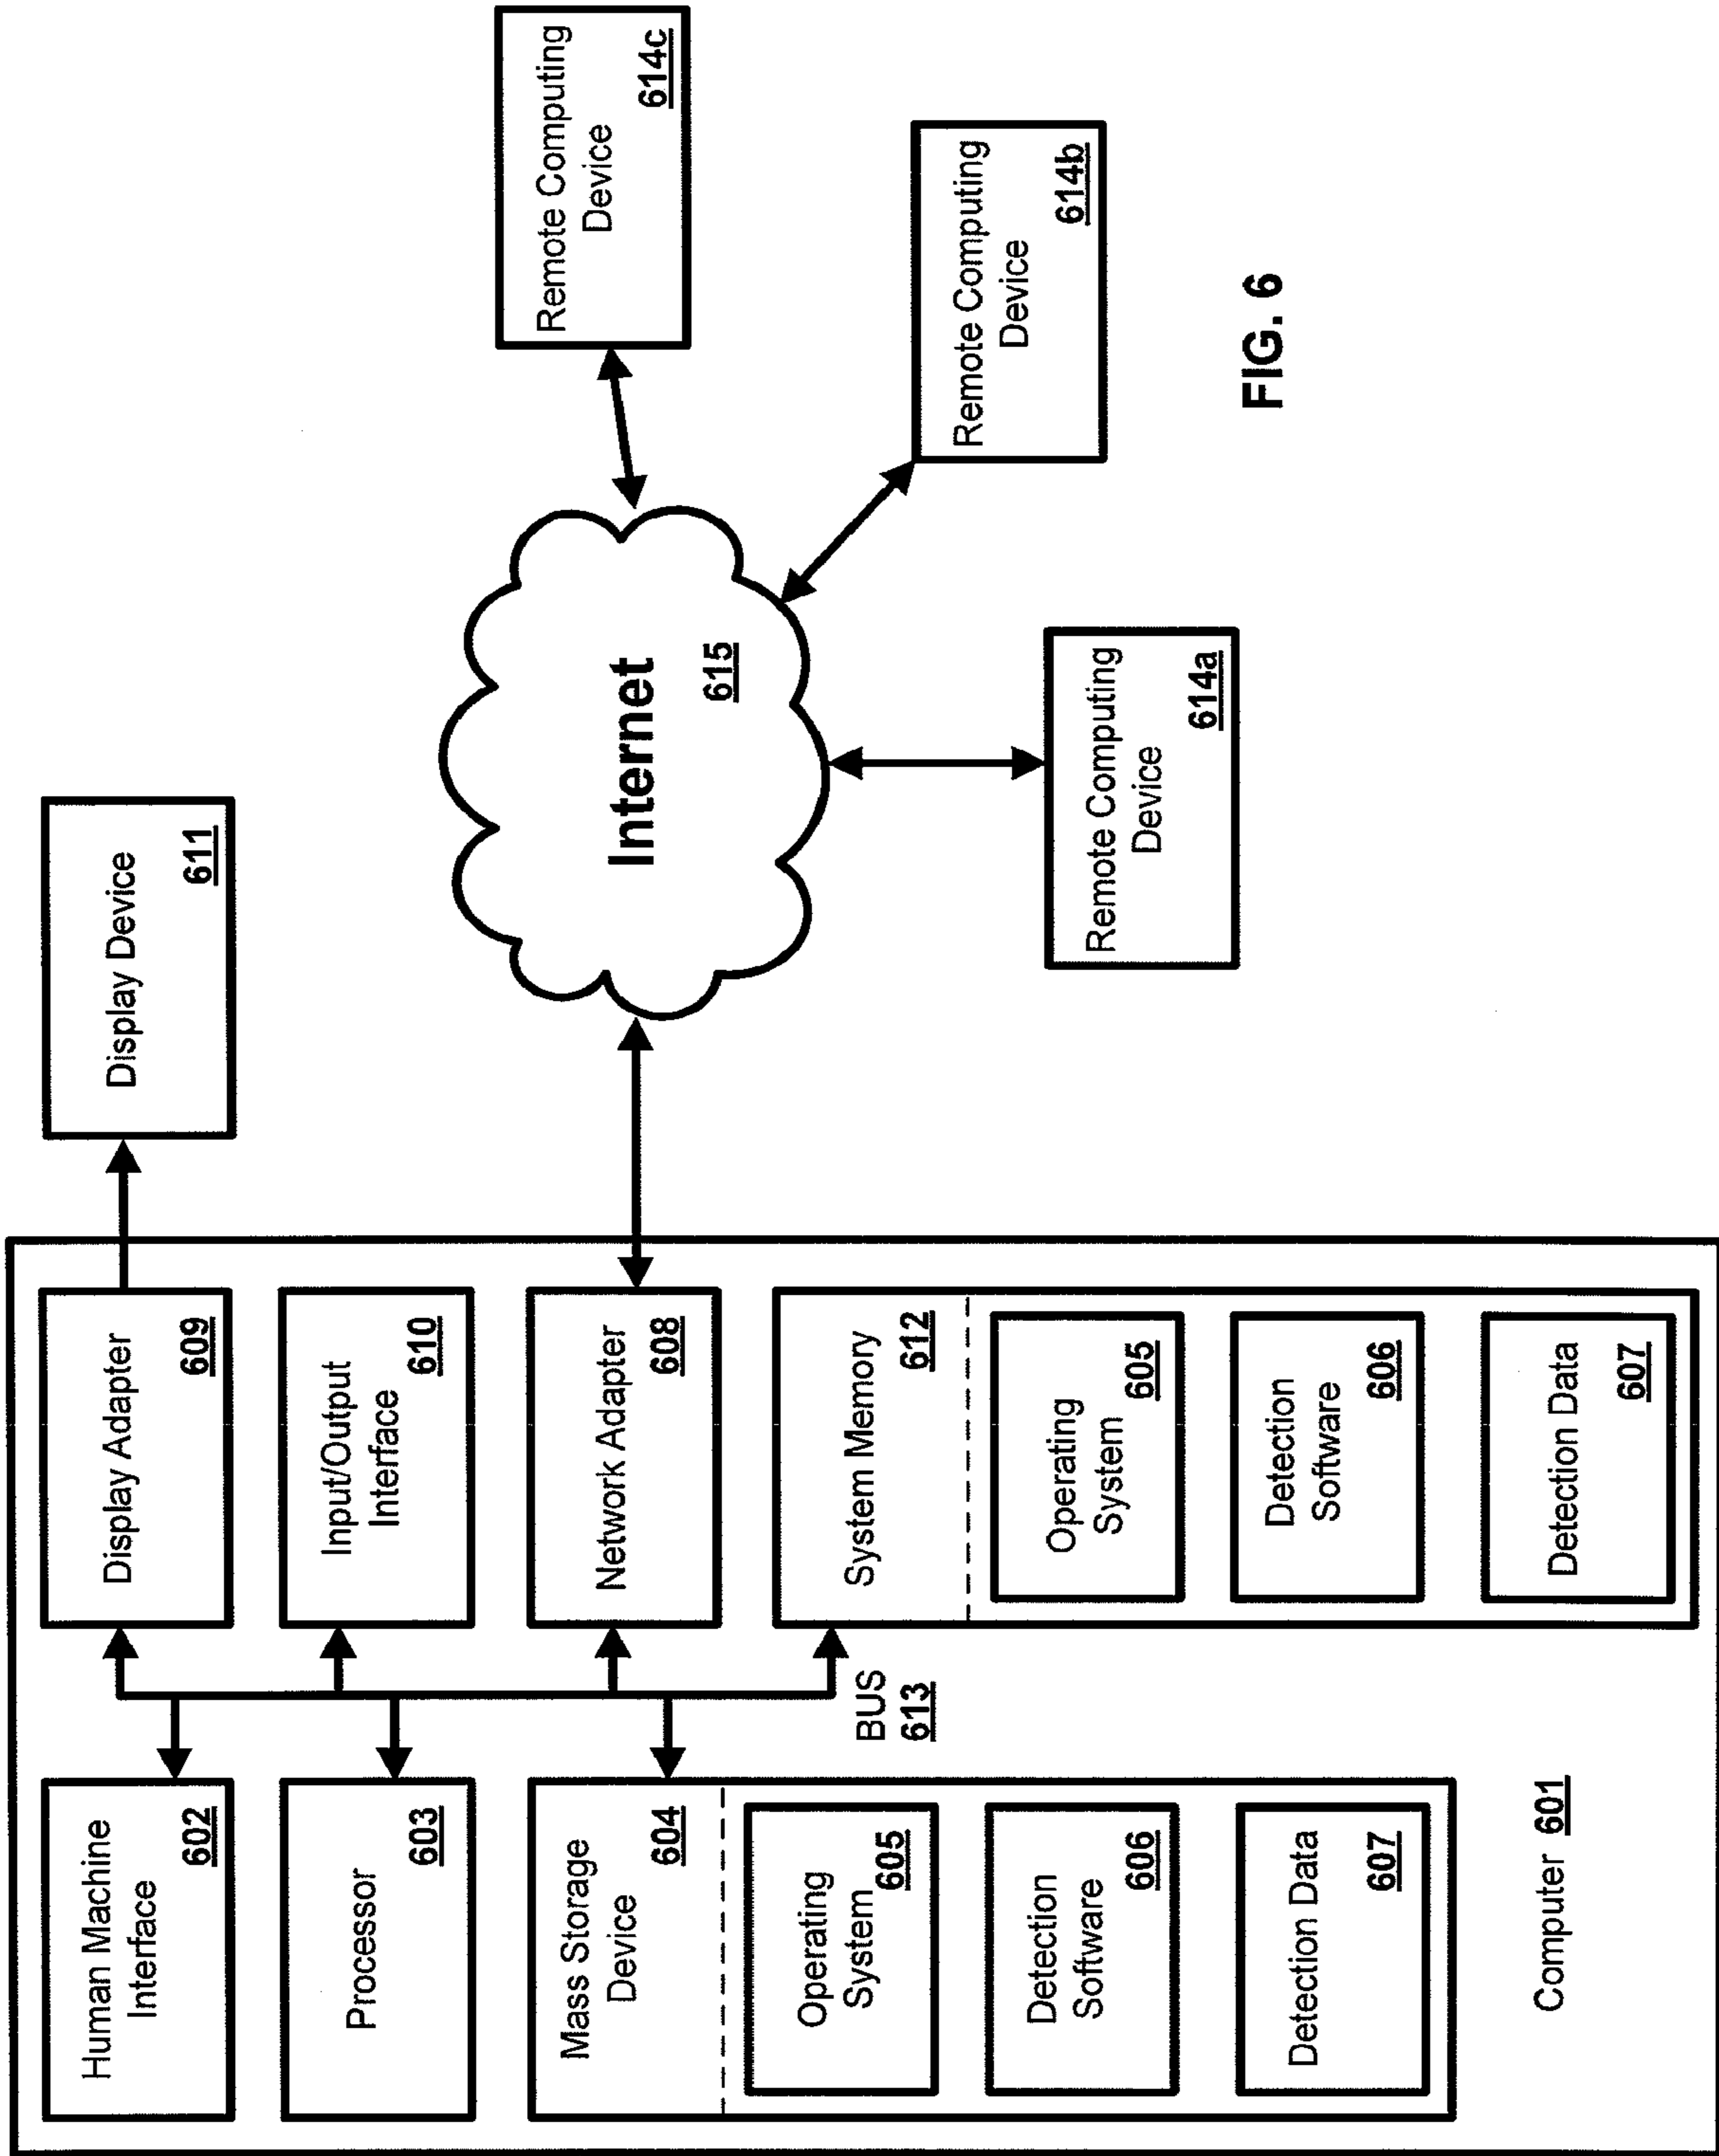 Human Machine
Interface
602
Processor
603
Mass Storage
Device
604
Operating
System
605
Detection
Software
606
Detection Data
607
Computer 601
BUS
613
Display Adapter
609
Input/Output
Interface
610
Network Adapter
608
System Memory
612
Operating
System
605
Detection
Software
606
Detection Data
607
Display Device
611
Internet
615
Remote Computing
Device
614a
Remote Computing
Device
614b
Remote Computing
Device
614c
FIG. 6